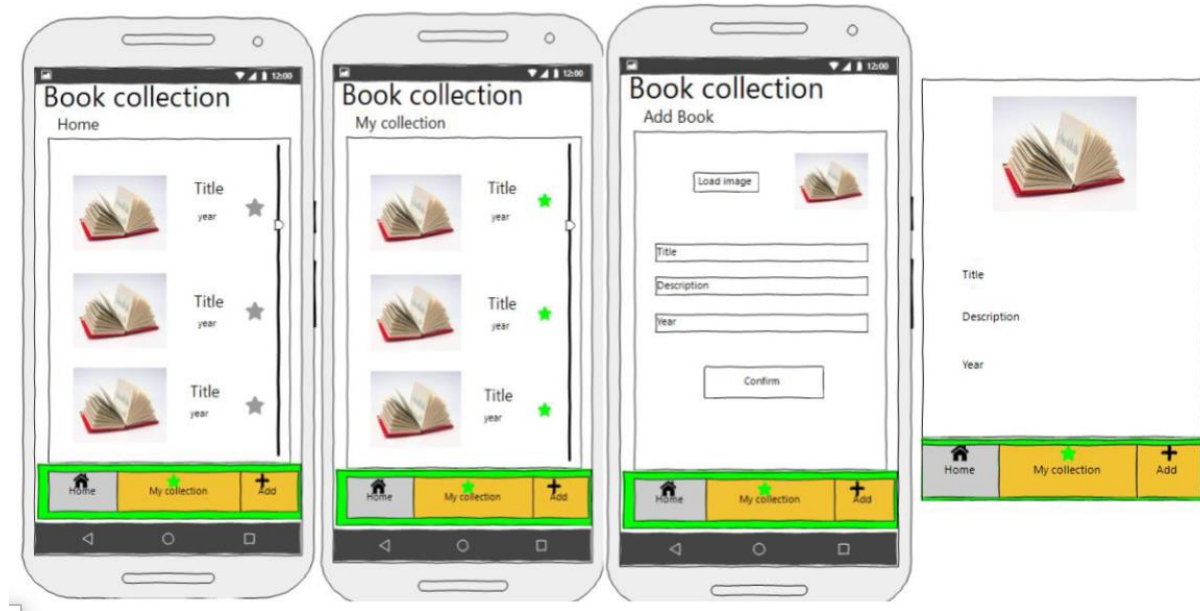 12:00
Book collection
Home
Title
year
Title
year
Title
year
Home
My collection
Add
12:00
Book collection
My collection
Title
year
Title
year
Title
year
Home
My collection
Add
12:00
Book collection
Add Book
Load image
Title
Description
Year
Confirm
Home
My collection
Add
Title
Description
Year
Home
My collection
Add